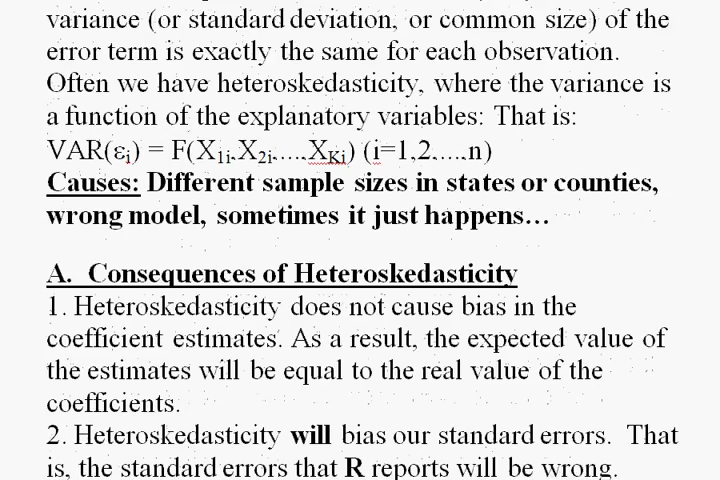 variance (or standard deviation, or common size) of the
error term is exactly the same for each observation.
Often we have heteroskedasticity, where the variance is
a function of the explanatory variables: That is:
VAR(εi) = F(X1i,X2i,…,XKi) (i=1,2,…,n)
Causes: Different sample sizes in states or counties,
wrong model, sometimes it just happens…
A. Consequences of Heteroskedasticity
1. Heteroskedasticity does not cause bias in the
coefficient estimates. As a result, the expected value of
the estimates will be equal to the real value of the
coefficients.
2. Heteroskedasticity will bias our standard errors. That
is, the standard errors that R reports will be wrong.